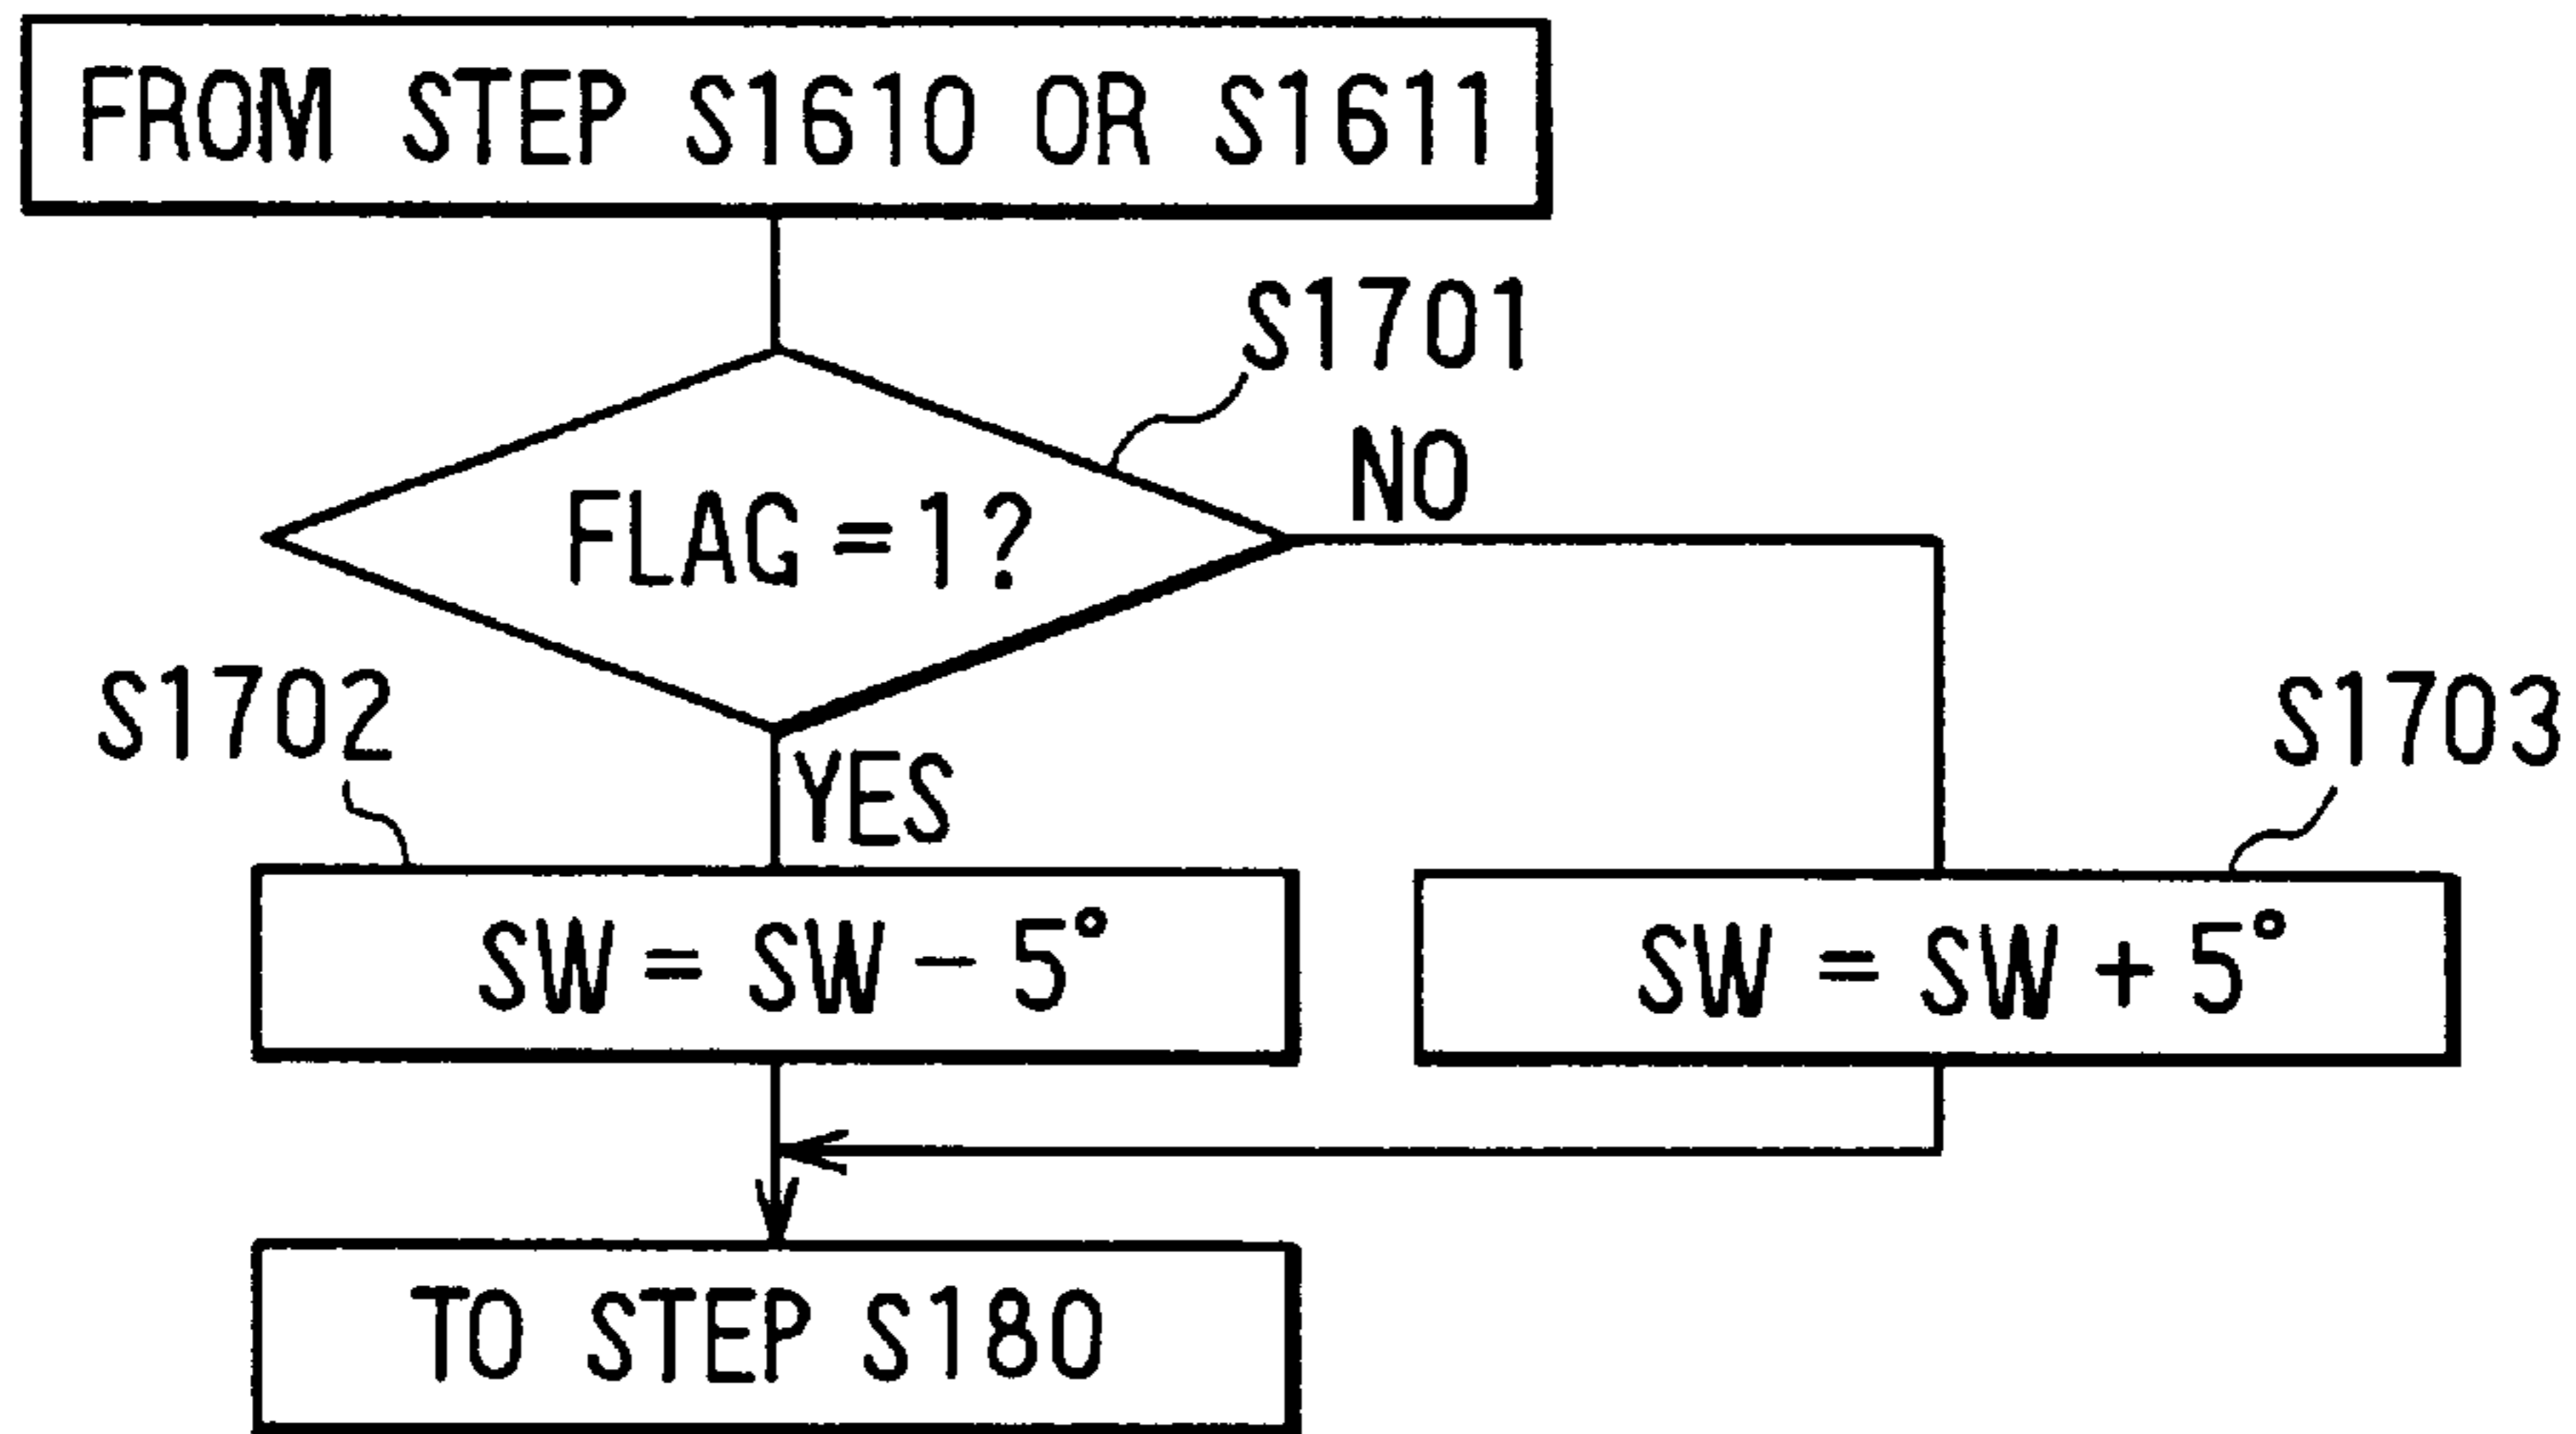 FROM STEP S1610 OR S1611
S1701
NO
FLAG = 1?
S1702
YES
S1703
SW = SW - 5°
SW = SW + 5°
TO STEP S180